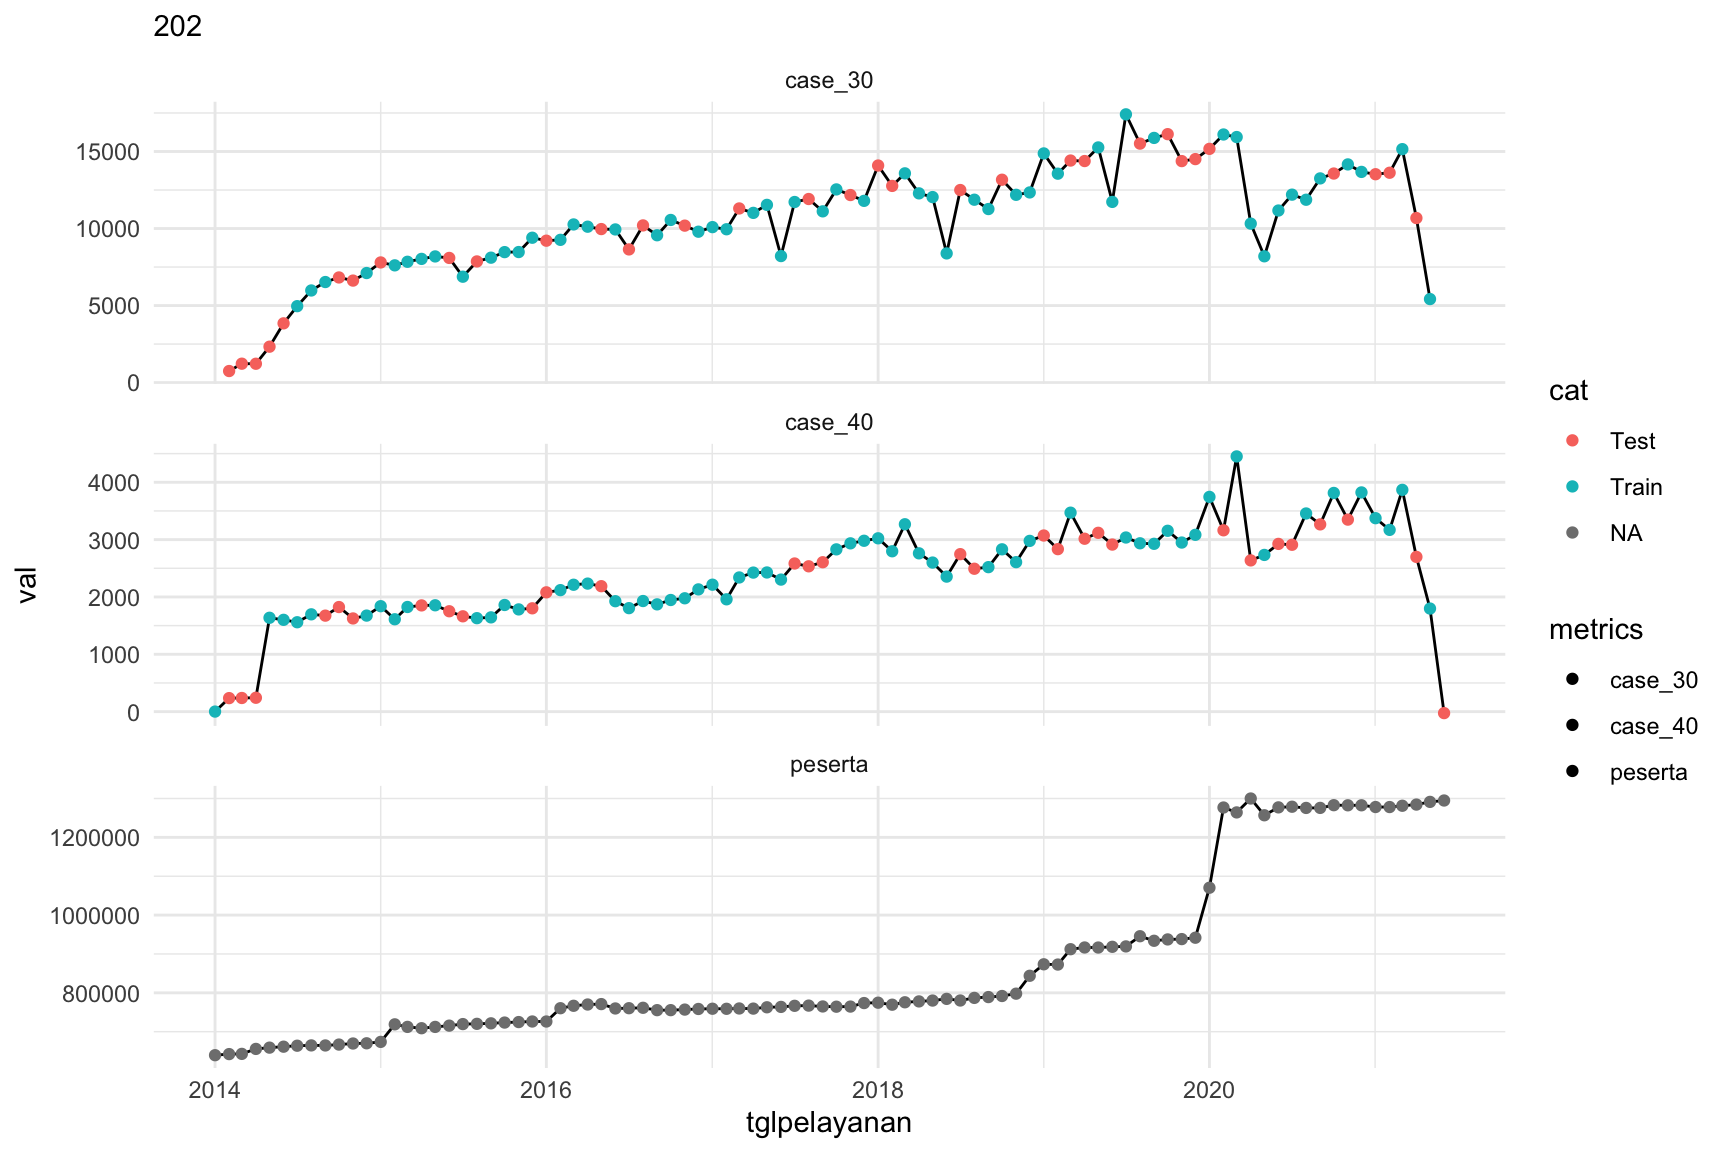 202
case_30
15000
10000
5000
0
case_40
4000
3000
2000
1000
0
peserta
1200000
1000000
800000
2014 2016 2018 2020
tglpelayanan
val
cat
Test
Train
NA
metrics
case_30
case_40
peserta